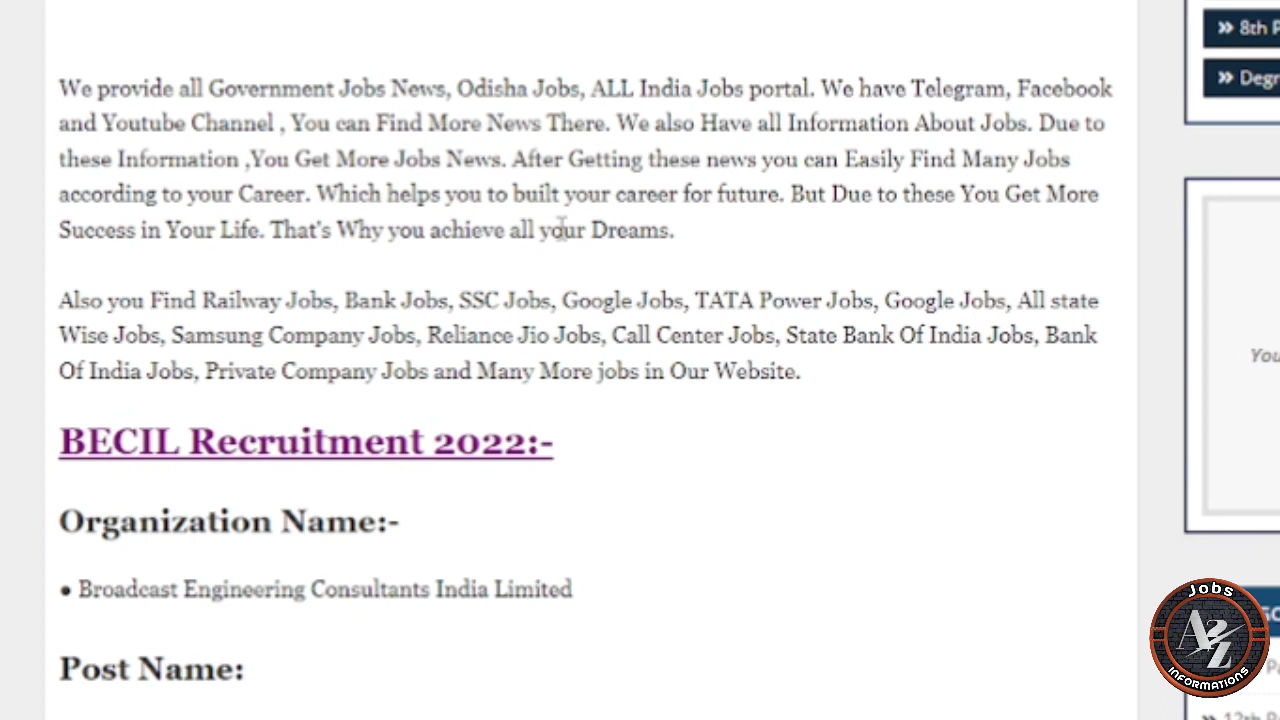 8th
Degr
We provide all Government Jobs News, Odisha Jobs, ALL India Jobs portal. We have Telegram, Facebook
and Youtube Channel , You can Find More News There. We also Have all Information About Jobs. Due to
these Information ,You Get More Jobs News. After Getting these news you can Easily Find Many Jobs
according to your Career. Which helps you to built your career for future. But Due to these You Get More
Success in Your Life. That's Why you achieve all your Dreams.
Also you Find Railway Jobs, Bank Jobs, SSC Jobs, Google Jobs, TATA Power Jobs, Google Jobs, All state
Wise Jobs, Samsung Company Jobs, Reliance Jio Jobs, Call Center Jobs, State Bank Of India Jobs, Bank
Of India Jobs, Private Company Jobs and Many More jobs in Our Website.
You
BECIL Recruitment 2022:-
Organization Name:-
• Broadcast Engineering Consultants India Limited
Post Name:
Jobs
A2Z
INFORMATIONS
12th